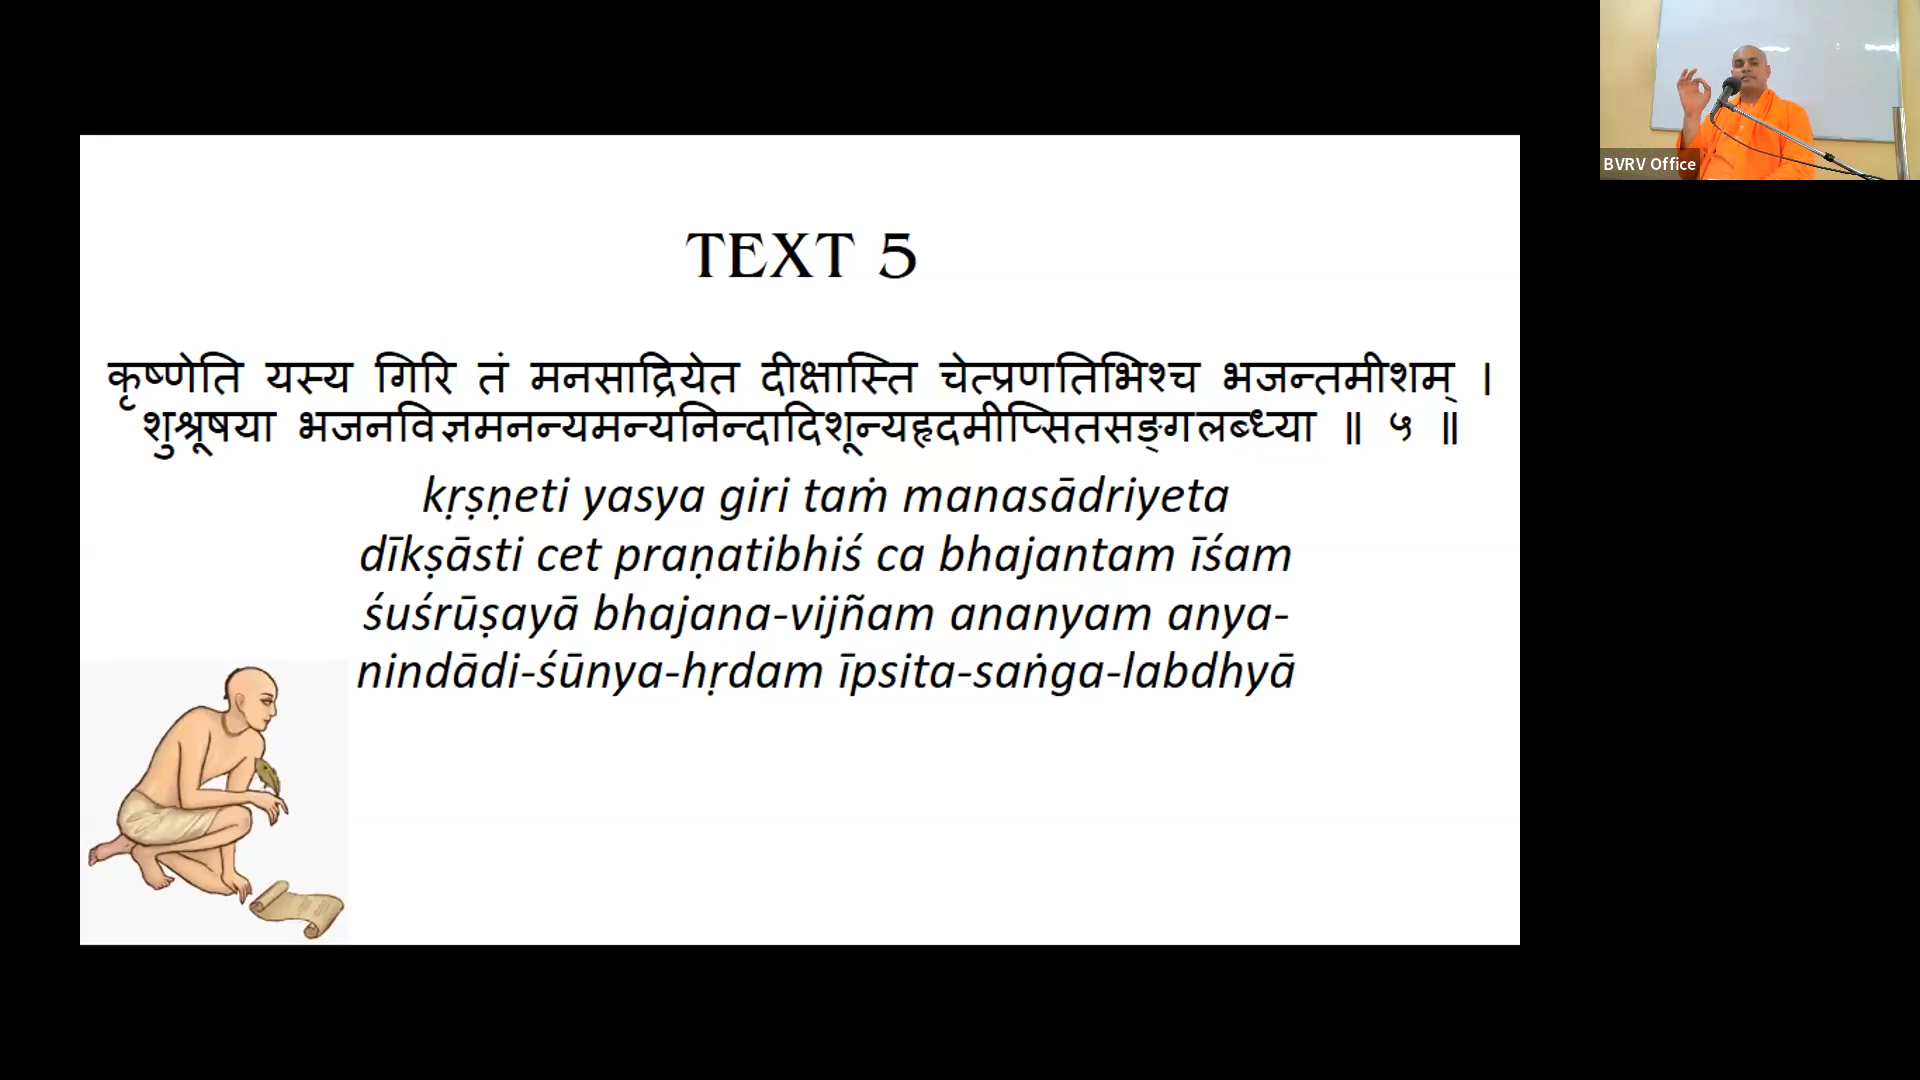 TEXT 5
कृष्णेति यस्य गिरि तं मनसाद्रियेत दीक्षास्ति चेत्प्रणतिभिश्च भजन्तमीशम् ।
शुश्रूषया भजनविज्ञमनन्यमन्यनिन्दादिशून्यहृदमीप्सितसङ्गलब्ध्या ॥ ५ ॥
kṛṣṇeti yasya giri taṁ manasādriyeta
dīkṣāsti cet praṇatibhiś ca bhajantam īśam
śuśrūṣayā bhajana-vijñam ananyam anya-
nindādi-śūnya-hṛdam īpsita-saṅga-labdhyā
BVRV Office